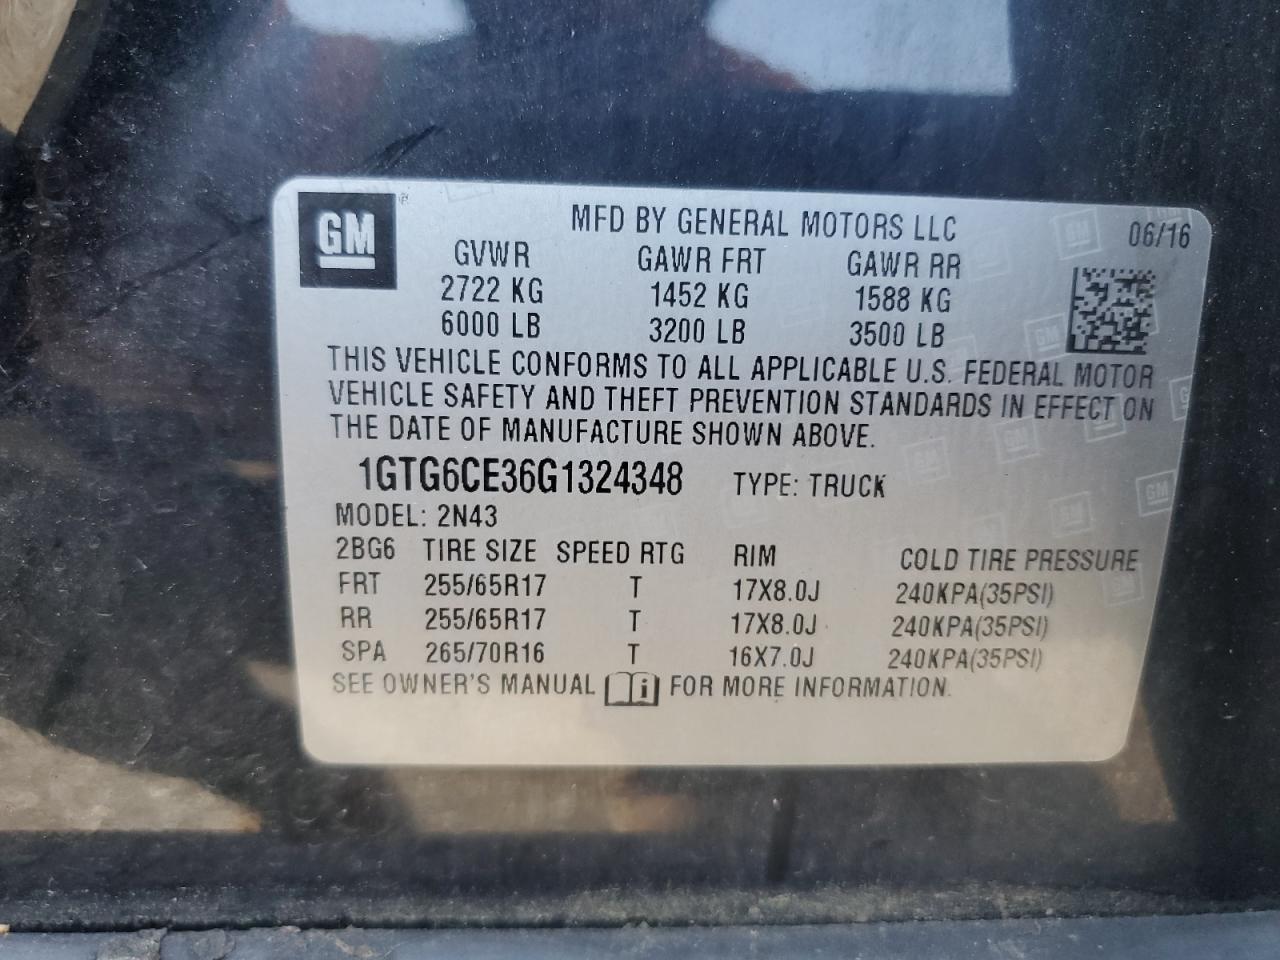 GM ®
MFD BY GENERAL MOTORS LLC 06/16
GVWR GAWR FRT GAWR RR
2722 KG 1452 KG 1588 KG
6000 LB 3200 LB 3500 LB
THIS VEHICLE CONFORMS TO ALL APPLICABLE U.S. FEDERAL MOTOR
VEHICLE SAFETY AND THEFT PREVENTION STANDARDS IN EFFECT ON
THE DATE OF MANUFACTURE SHOWN ABOVE.
1GTG6CE36G1324348 TYPE: TRUCK
MODEL: 2N43
2BG6 TIRE SIZE SPEED RTG RIM COLD TIRE PRESSURE
FRT 255/65R17 T 17X8.0J 240KPA(35PSI)
RR 255/65R17 T 17X8.0J 240KPA(35PSI)
SPA 265/70R16 T 16X7.0J 240KPA(35PSI)
SEE OWNER'S MANUAL i FOR MORE INFORMATION.